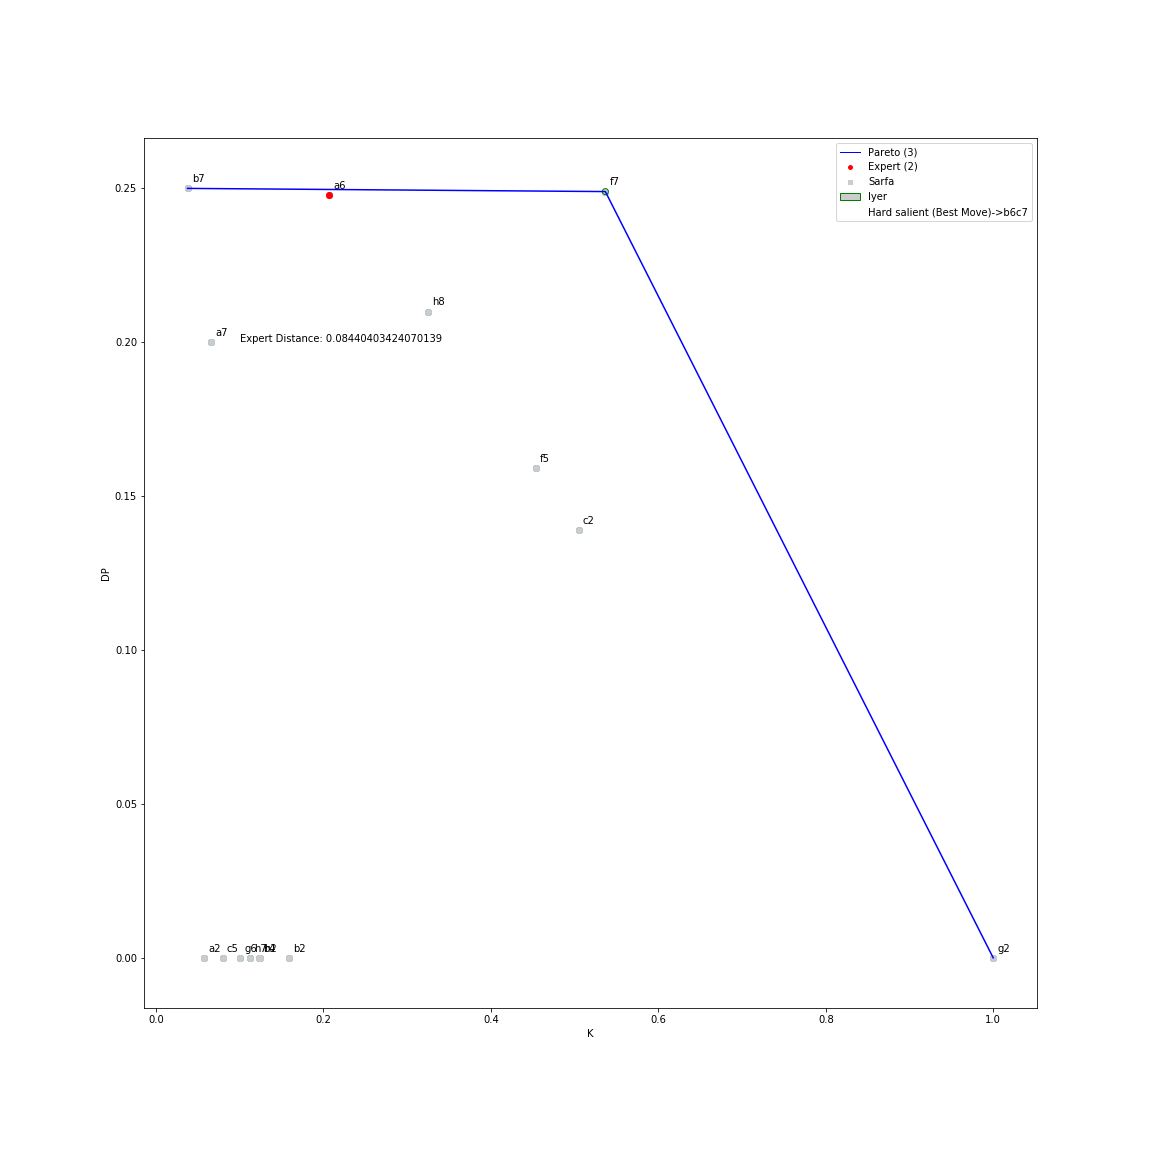 Pareto (3)
Expert (2)
Sarfa
Iyer
Hard salient (Best Move)->b6c7
b7
a6
f7
h8
a7
Expert Distance: 0.08440403424070139
f5
c2
a2
c5
g6
b2
g2
0.25
0.20
0.15
0.10
0.05
0.00
DP
0.0
0.2
0.4
0.6
0.8
1.0
K